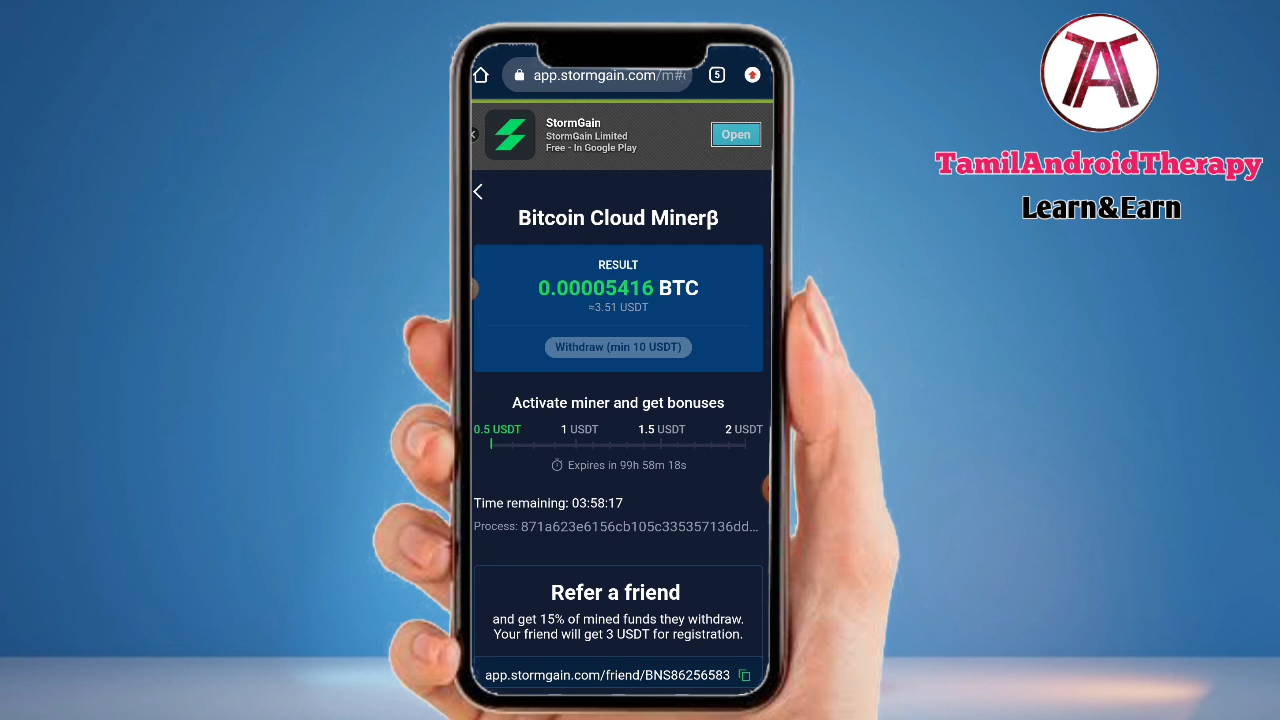 app.stormgain.com/m#
5
StormGain
StormGain Limited
Free - In Google Play
Open
Bitcoin Cloud Minerβ
RESULT
0.00005416 BTC
≈3.51 USDT
Withdraw (min 10 USDT)
Activate miner and get bonuses
0.5 USDT 1 USDT 1.5 USDT 2 USDT
Expires in 99h 58m 18s
Time remaining: 03:58:17
Process: 871a623e6156cb105c335357136dd...
Refer a friend
and get 15% of mined funds they withdraw.
Your friend will get 3 USDT for registration.
app.stormgain.com/friend/BNS86256583
TAT
TamilAndroidTherapy
Learn&Earn